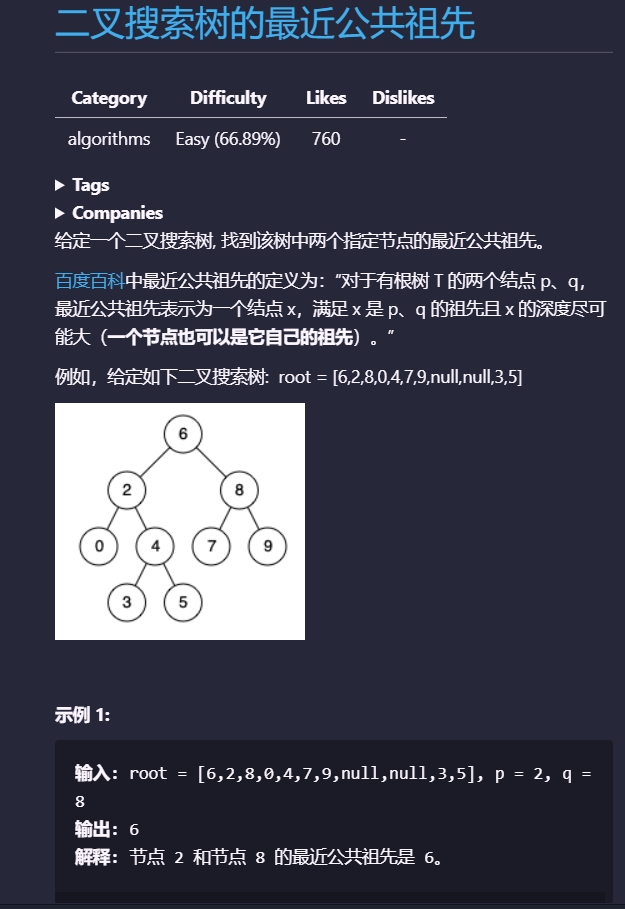 二叉搜索树的最近公共祖先
Category Difficulty Likes Dislikes
algorithms Easy (66.89%) 760 -
▶ Tags
▶ Companies
给定一个二叉搜索树, 找到该树中两个指定节点的最近公共祖先。
百度百科中最近公共祖先的定义为：“对于有根树 T 的两个结点 p、q，
最近公共祖先表示为一个结点 x，满足 x 是 p、q 的祖先且 x 的深度尽可
能大（一个节点也可以是它自己的祖先）。”
例如，给定如下二叉搜索树: root = [6,2,8,0,4,7,9,null,null,3,5]
6
2 8
0 4 7 9
3 5
示例 1:
输入: root = [6,2,8,0,4,7,9,null,null,3,5], p = 2, q =
8
输出: 6
解释: 节点 2 和节点 8 的最近公共祖先是 6。